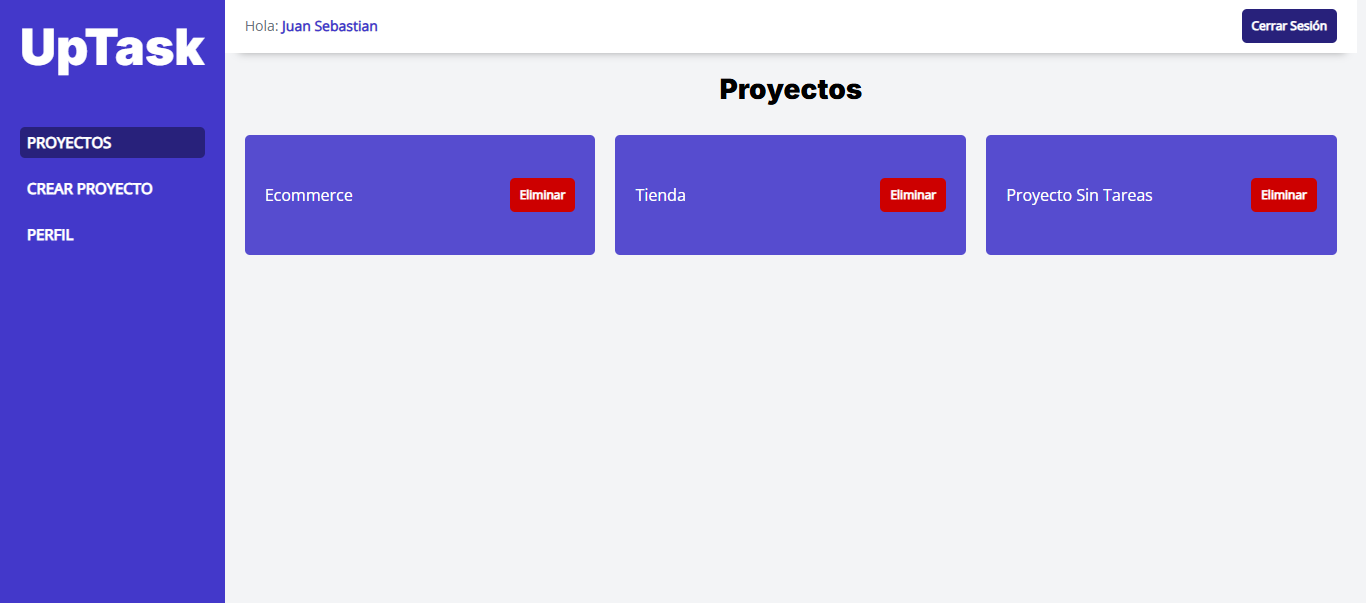 UpTask
PROYECTOS
CREAR PROYECTO
PERFIL
Hola: Juan Sebastian
Cerrar Sesión
Proyectos
Ecommerce
Eliminar
Tienda
Eliminar
Proyecto Sin Tareas
Eliminar